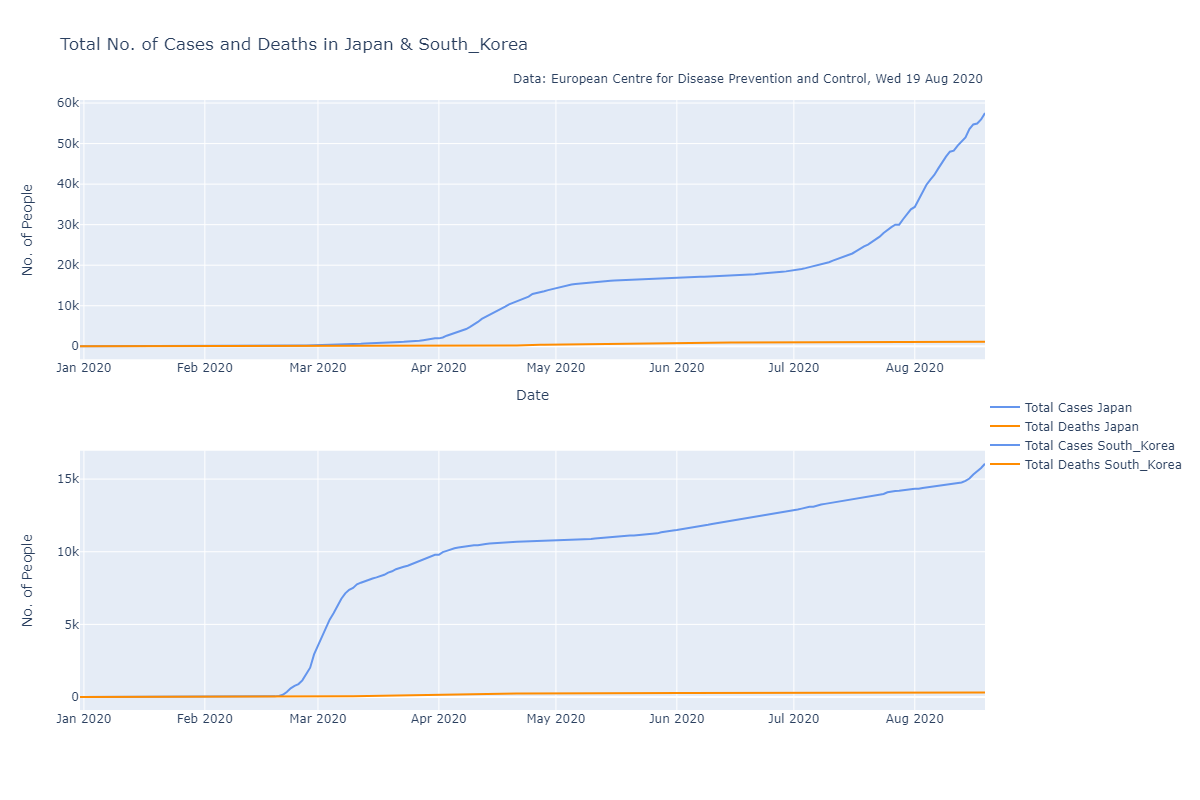 Total No. of Cases and Deaths in Japan & South_Korea
Data: European Centre for Disease Prevention and Control, Wed 19 Aug 2020
60k
50k
40k
30k
20k
10k
0
No. of People
Jan 2020 Feb 2020 Mar 2020 Apr 2020 May 2020 Jun 2020 Jul 2020 Aug 2020
Date
Total Cases Japan
Total Deaths Japan
Total Cases South_Korea
Total Deaths South_Korea
15k
10k
5k
0
No. of People
Jan 2020 Feb 2020 Mar 2020 Apr 2020 May 2020 Jun 2020 Jul 2020 Aug 2020